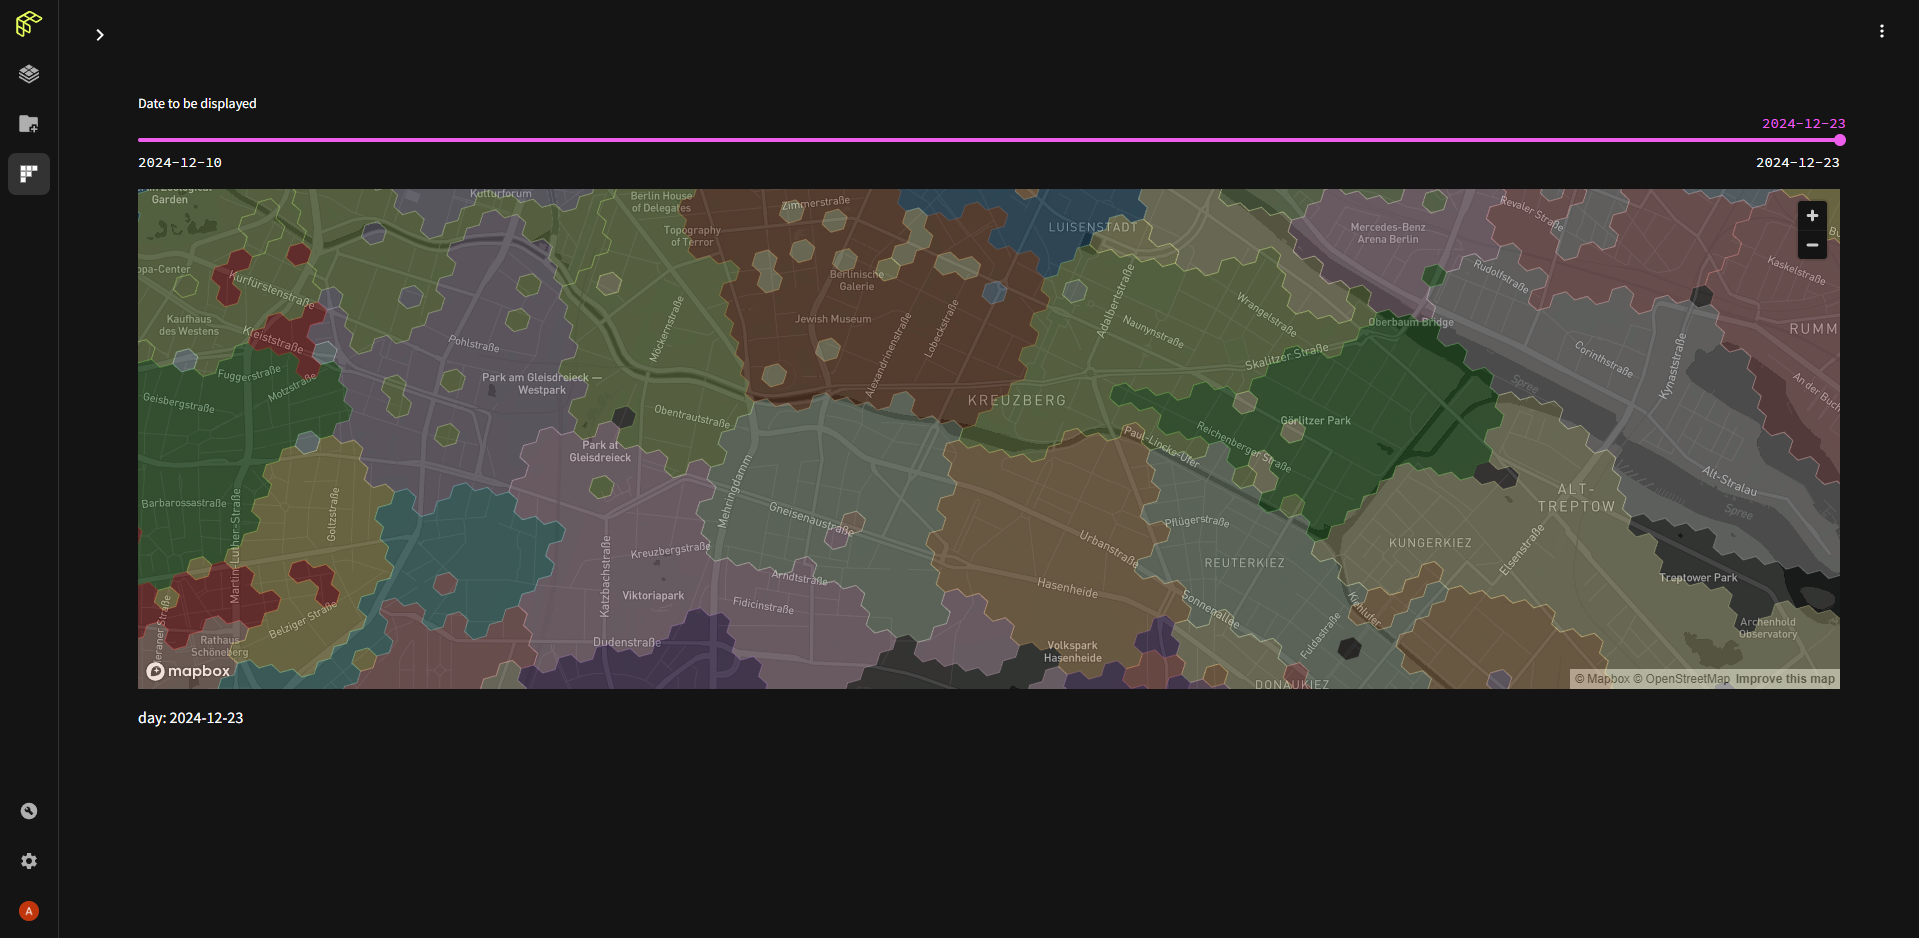 Date to be displayed
2024-12-23
2024-12-10
2024-12-23
Garden
Kulturforum
Berlin House
of Delegates
Zimmerstraße
Topography
of Terror
LUISENSTADT
Mercedes-Benz
Arena Berlin
Revaler Straße
+
−
Kaskelstraße
Kurfürstenstraße
Berlinische
Galerie
Adalbertstraße
Rudolfstraße
Kaufhaus
des Westens
Kleiststraße
Jewish Museum
Möckernstraße
Alexandrinenstraße
Lobeckstraße
Naunynstraße
Wrangelstraße
Oberbaum Bridge
RUMM
Pohlstraße
Skalitzer Straße
Corinthstraße
Kynaststraße
Fuggerstraße
Motzstraße
Park am Gleisdreieck —
Westpark
Spree
An der Buch
Geisbergstraße
KREUZBERG
Obentrautstraße
Görlitzer Park
Park at
Gleisdreieck
Paul-Lincke-Ufer
Reichenberger Straße
Alt-Stralau
Barbarossastraße
Martin-Luther-Straße
Goltzstraße
Mehringdamm
Gneisenaustraße
Pflügerstraße
ALT-
TREPTOW
Spree
Kreuzbergstraße
Urbanstraße
REUTERKIEZ
KUNGERKIEZ
Elsenstraße
Katzbachstraße
Arndtstraße
Hasenheide
Treptower Park
Viktoriapark
Fidicinstraße
Sonnenallee
Kiehlufer
Belziger Straße
Dudenstraße
Fuldastraße
Archenhold
Observatory
Rathaus
Schöneberg
Volkspark
Hasenheide
DONAUKIEZ
mapbox
© Mapbox © OpenStreetMap Improve this map
day: 2024-12-23
A